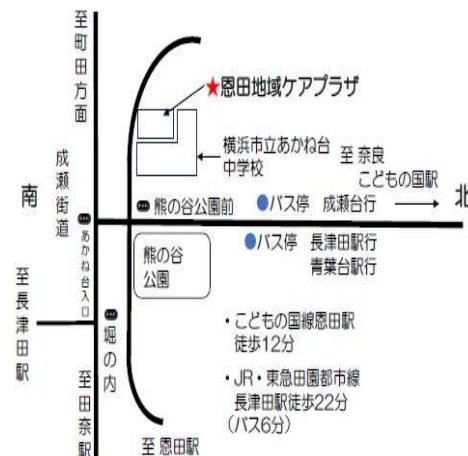 至町田方面
★恩田地域ケアプラザ
横浜市立あかね台
中学校
至 奈良
こどもの国駅
成瀬街道
南
北
熊の谷公園前
バス停 成瀬台行
あかね台入口
バス停 長津田駅行
青葉台駅行
熊の谷
公園
至長津田駅
堀の内
・こどもの国線恩田駅
徒歩12分
・JR・東急田園都市線
長津田駅徒歩22分
(バス6分)
至田奈駅
至 恩田駅